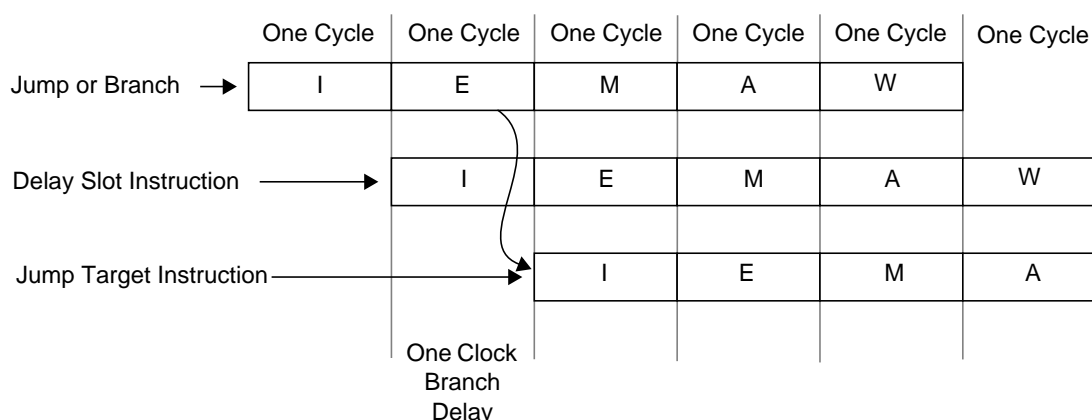 One Cycle One Cycle One Cycle One Cycle One Cycle One Cycle
Jump or Branch I E M A W
Delay Slot Instruction I E M A W
Jump Target Instruction I E M A
One Clock
Branch
Delay